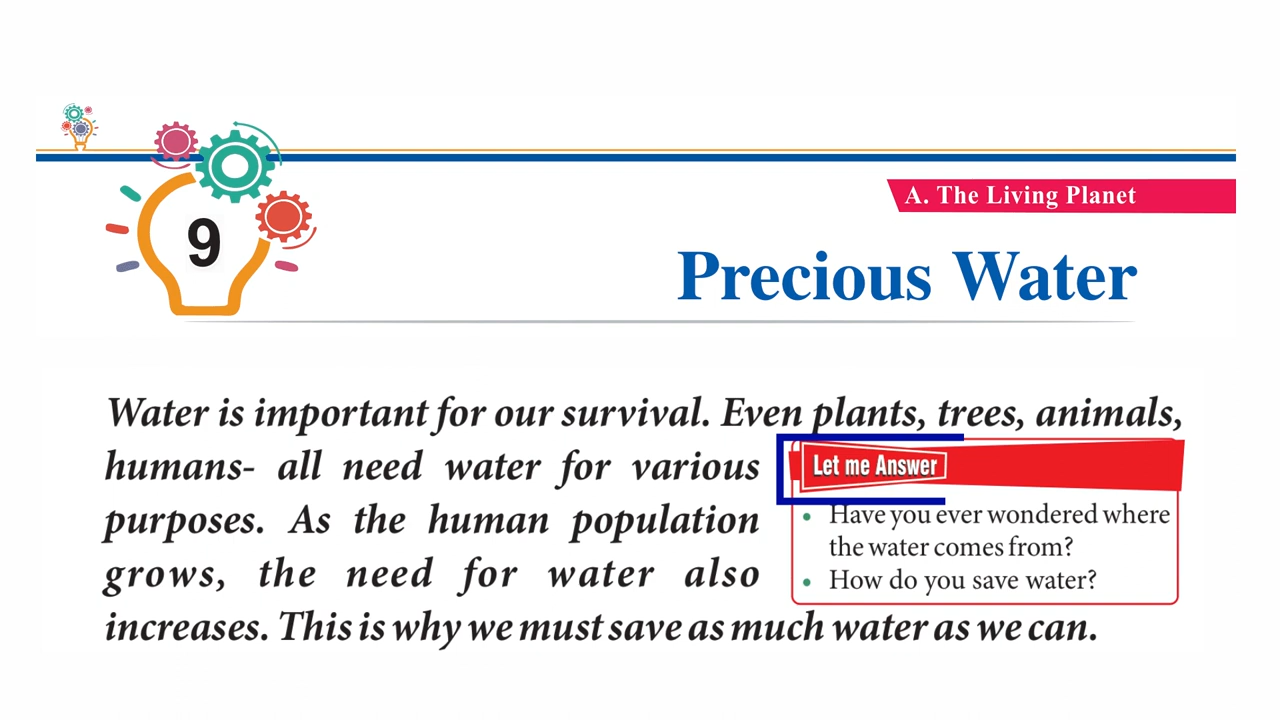 9
A. The Living Planet
Precious Water
Water is important for our survival. Even plants, trees, animals,
humans- all need water for various
purposes. As the human population
grows, the need for water also
increases. This is why we must save as much water as we can.
Let me Answer
• Have you ever wondered where
the water comes from?
• How do you save water?